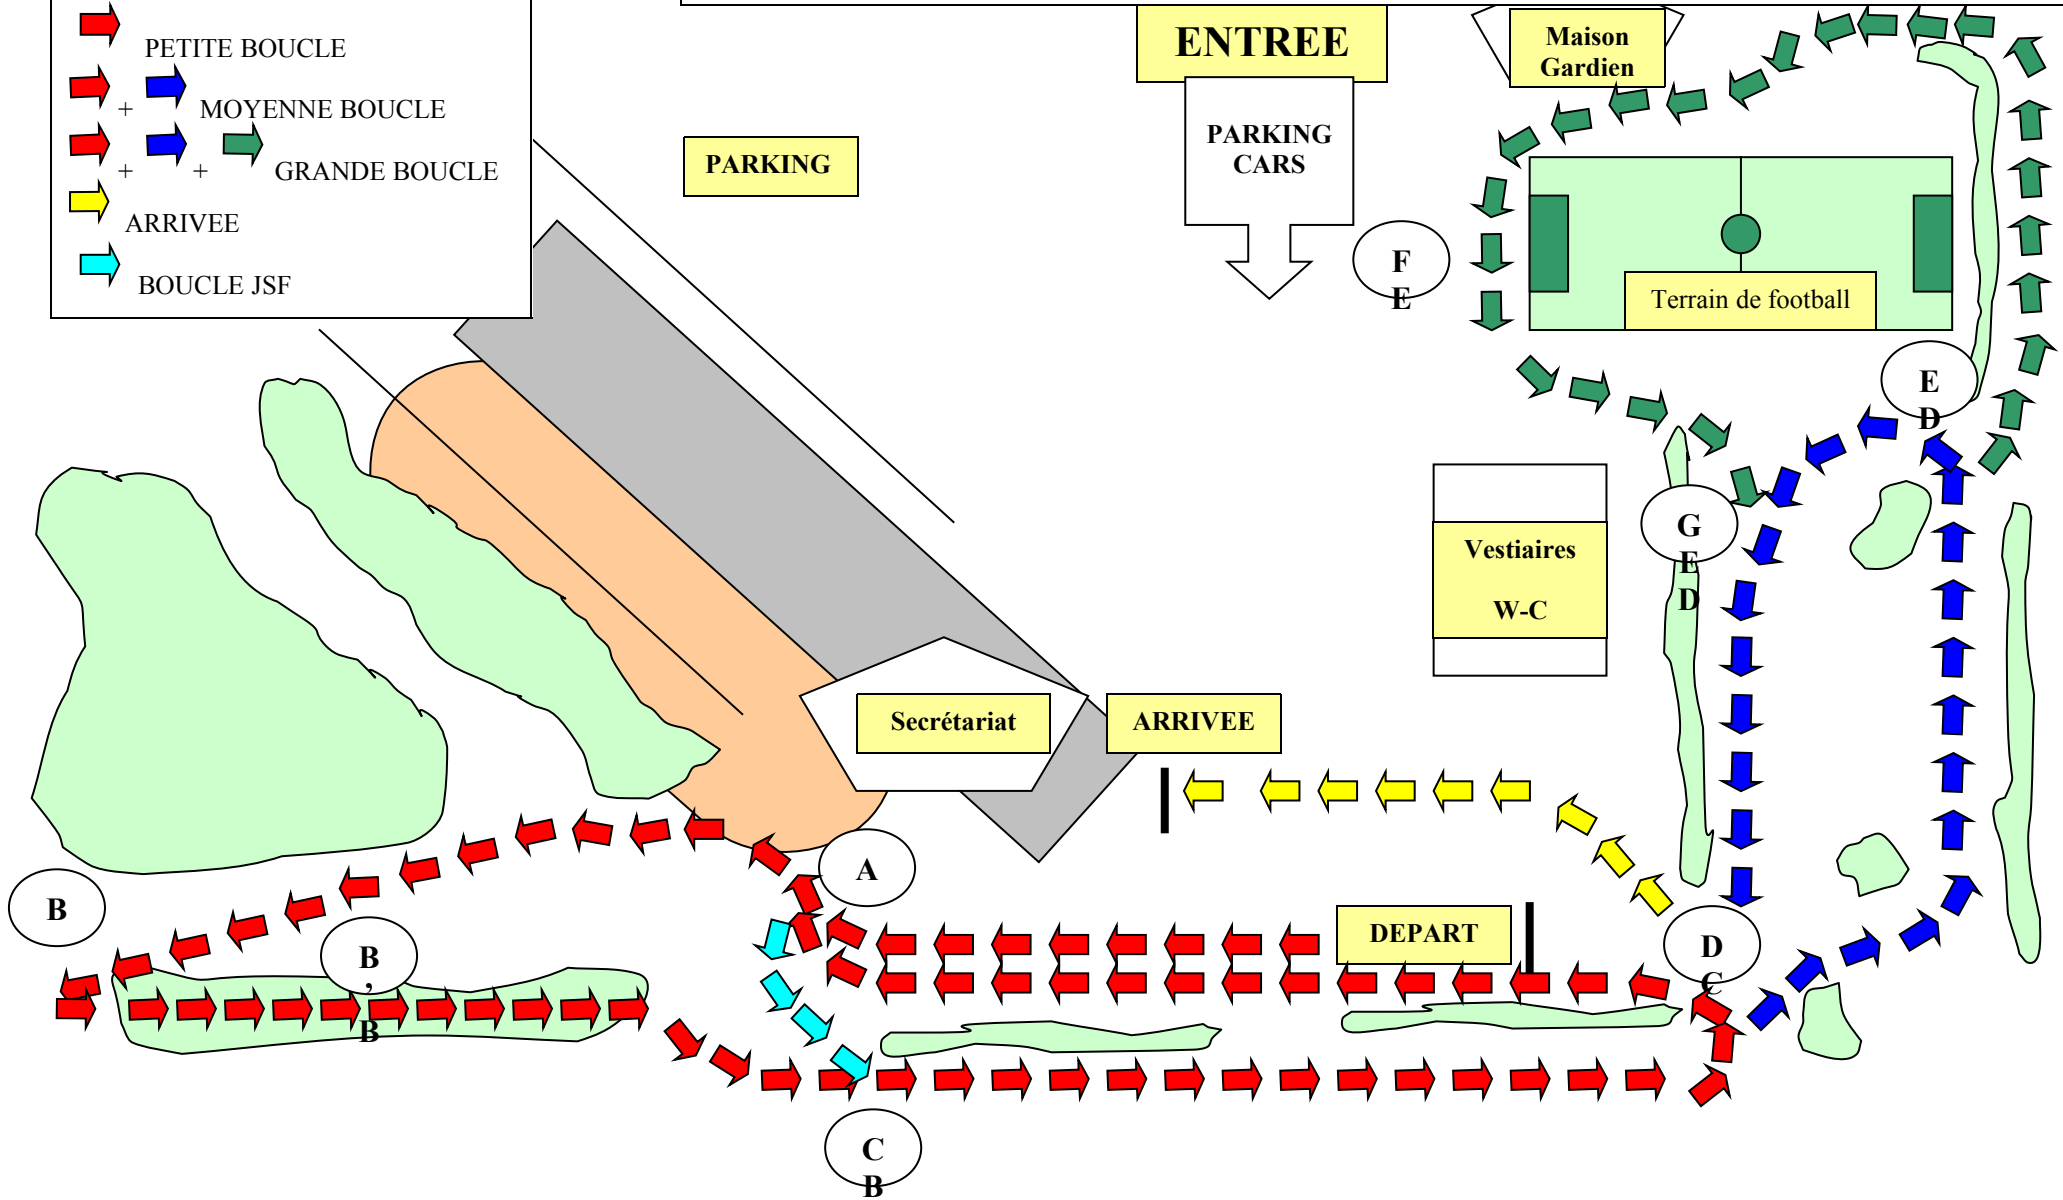 PETITE BOUCLE
+ MOYENNE BOUCLE
+ + GRANDE BOUCLE
ARRIVEE
BOUCLE JSF
ENTREE
Maison
Gardien
PARKING
PARKING
CARS
F
E
Terrain de football
E
D
G
E
D
Vestiaires
W-C
Secrétariat
ARRIVEE
A
B
B
'
B
DEPART
D
C
C
B